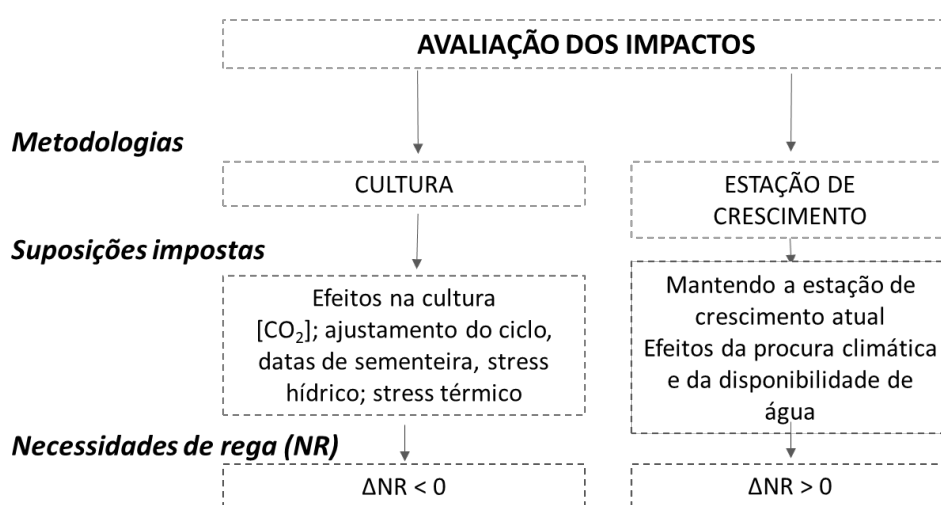 AVALIAÇÃO DOS IMPACTOS
Metodologias
CULTURA
ESTAÇÃO DE
CRESCIMENTO
Suposições impostas
Efeitos na cultura
[CO₂]; ajustamento do ciclo,
datas de sementeira, stress
hídrico; stress térmico
Mantendo a estação de
crescimento atual
Efeitos da procura climática
e da disponibilidade de
água
Necessidades de rega (NR)
ΔNR < 0
ΔNR > 0